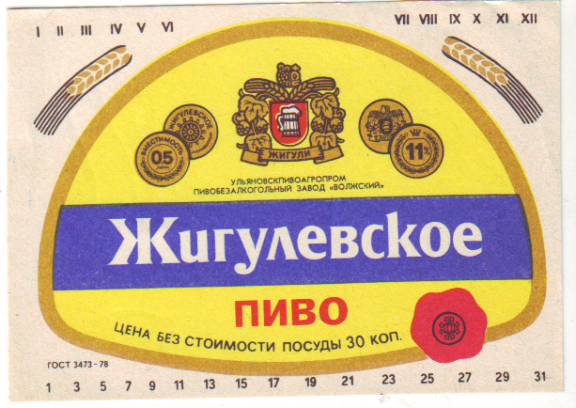 I II III IV V VI
VII VIII IX X XI XII
ЖИГУЛЕВСКОЕ
ВМЕСТИМОСТЬ
05
11%
ЖИГУЛИ
УЛЬЯНОВСКПИВОАГРОПРОМ
ПИВОБЕЗАЛКОГОЛЬНЫЙ ЗАВОД «ВОЛЖСКИЙ»
Жигулевское
ПИВО
ЦЕНА БЕЗ СТОИМОСТИ ПОСУДЫ 30 КОП.
ГОСТ 3473-78
1 3 5 7 9 11 13 15 17 19 21 23 25 27 29 31